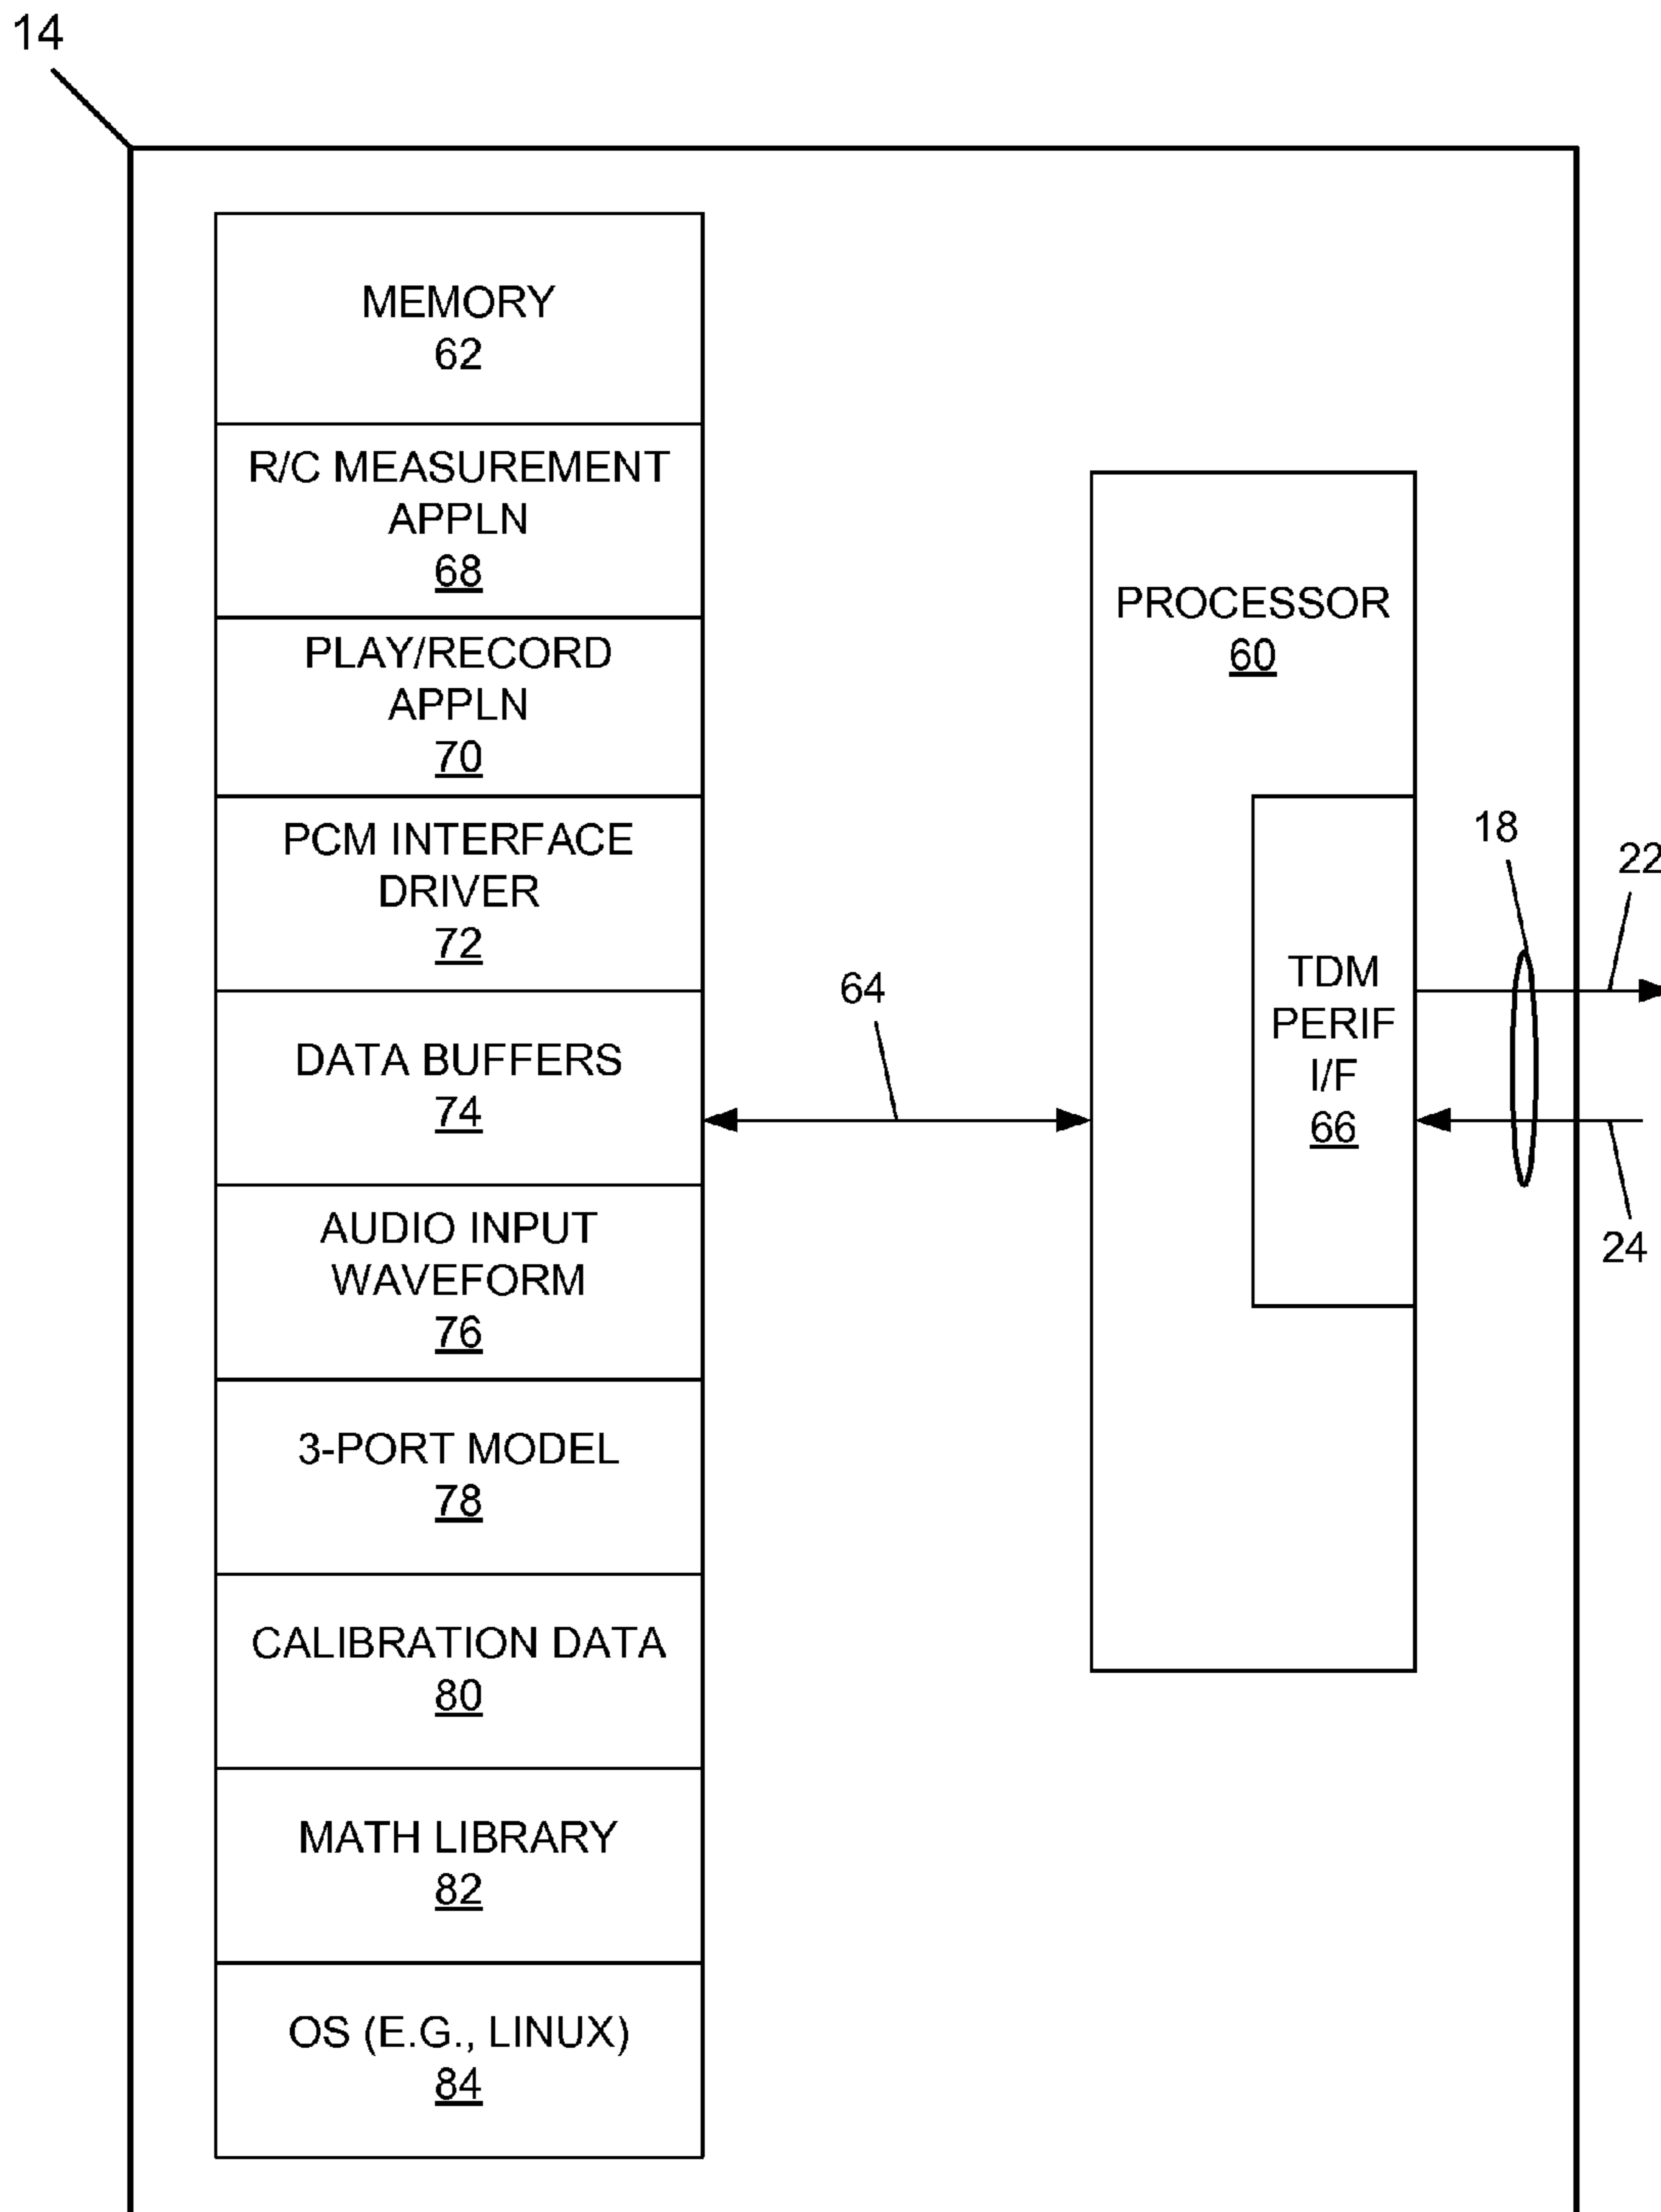 14
MEMORY
62
R/C MEASUREMENT
APPLN
68
PLAY/RECORD
APPLN
70
PCM INTERFACE
DRIVER
72
DATA BUFFERS
74
AUDIO INPUT
WAVEFORM
76
3-PORT MODEL
78
CALIBRATION DATA
80
MATH LIBRARY
82
OS (E.G., LINUX)
84
64
PROCESSOR
60
TDM
PERIF
I/F
66
18
22
24